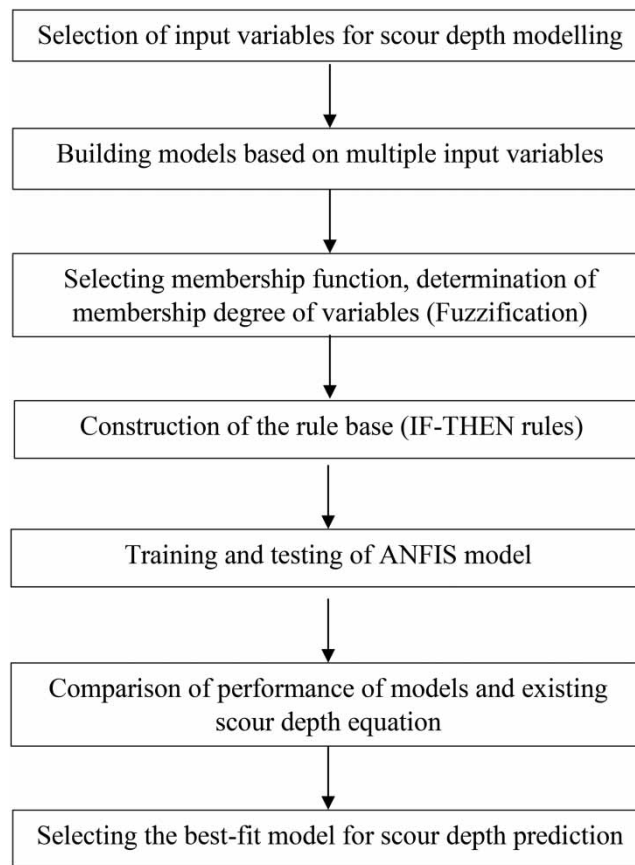 Selection of input variables for scour depth modelling
Building models based on multiple input variables
Selecting membership function, determination of
membership degree of variables (Fuzzification)
Construction of the rule base (IF-THEN rules)
Training and testing of ANFIS model
Comparison of performance of models and existing
scour depth equation
Selecting the best-fit model for scour depth prediction